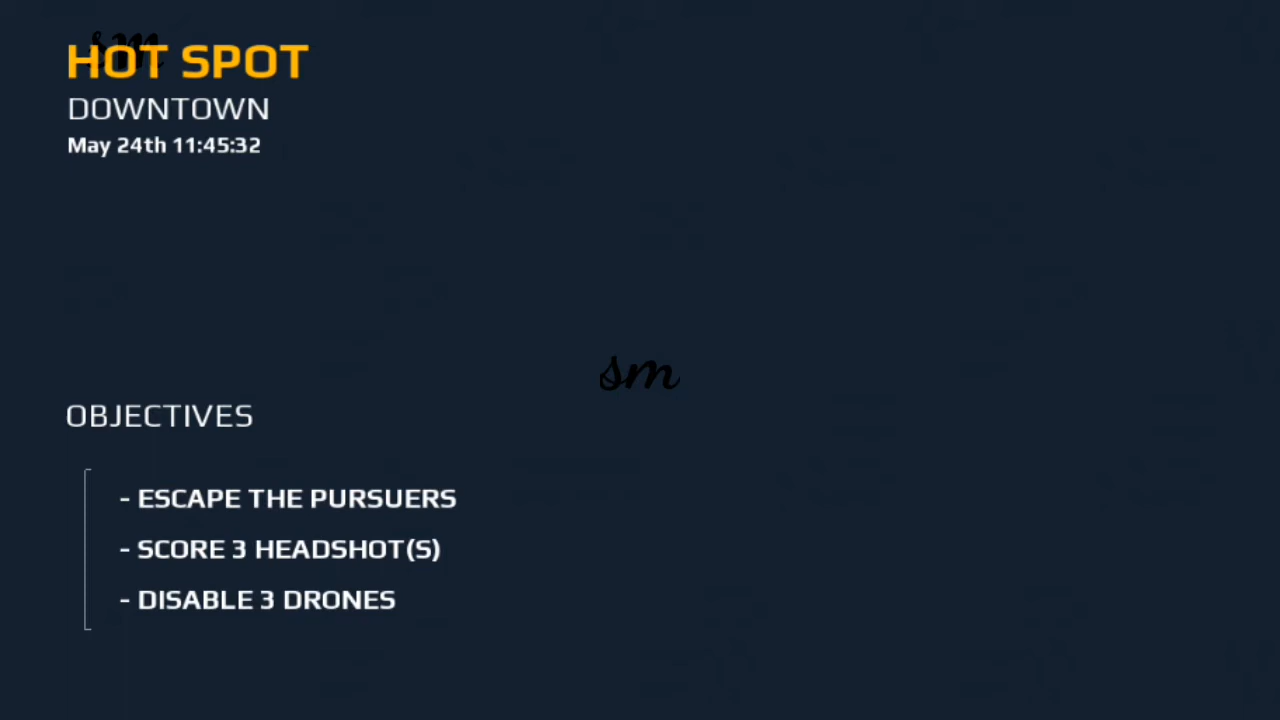 sm
HOT SPOT
DOWNTOWN
May 24th 11:45:32
sm
OBJECTIVES
- ESCAPE THE PURSUERS
- SCORE 3 HEADSHOT(S)
- DISABLE 3 DRONES